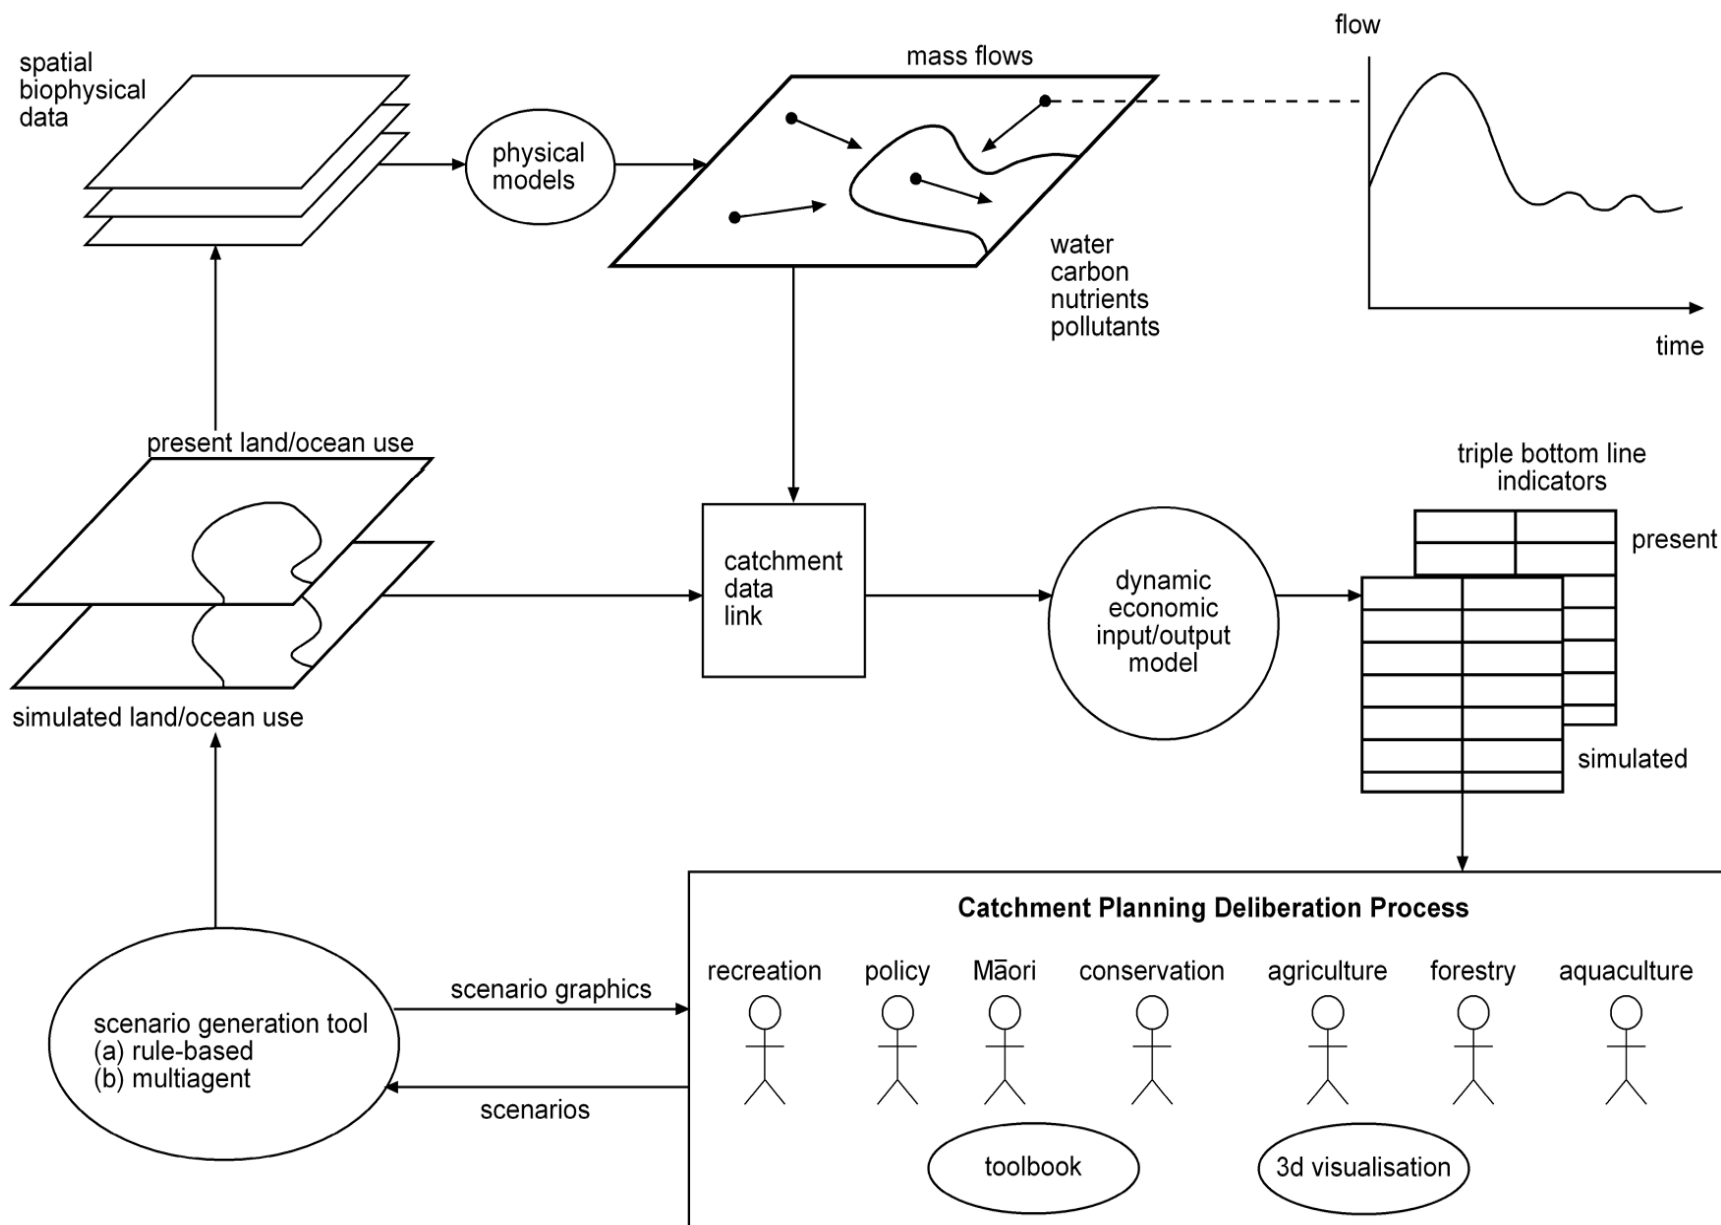 spatial
biophysical
data
physical
models
mass flows
water
carbon
nutrients
pollutants
flow
time
present land/ocean use
simulated land/ocean use
catchment
data
link
dynamic
economic
input/output
model
triple bottom line
indicators
present
simulated
scenario generation tool
(a) rule-based
(b) multiagent
scenario graphics
scenarios
Catchment Planning Deliberation Process
recreation policy Māori conservation agriculture forestry aquaculture
toolbook 3d visualisation